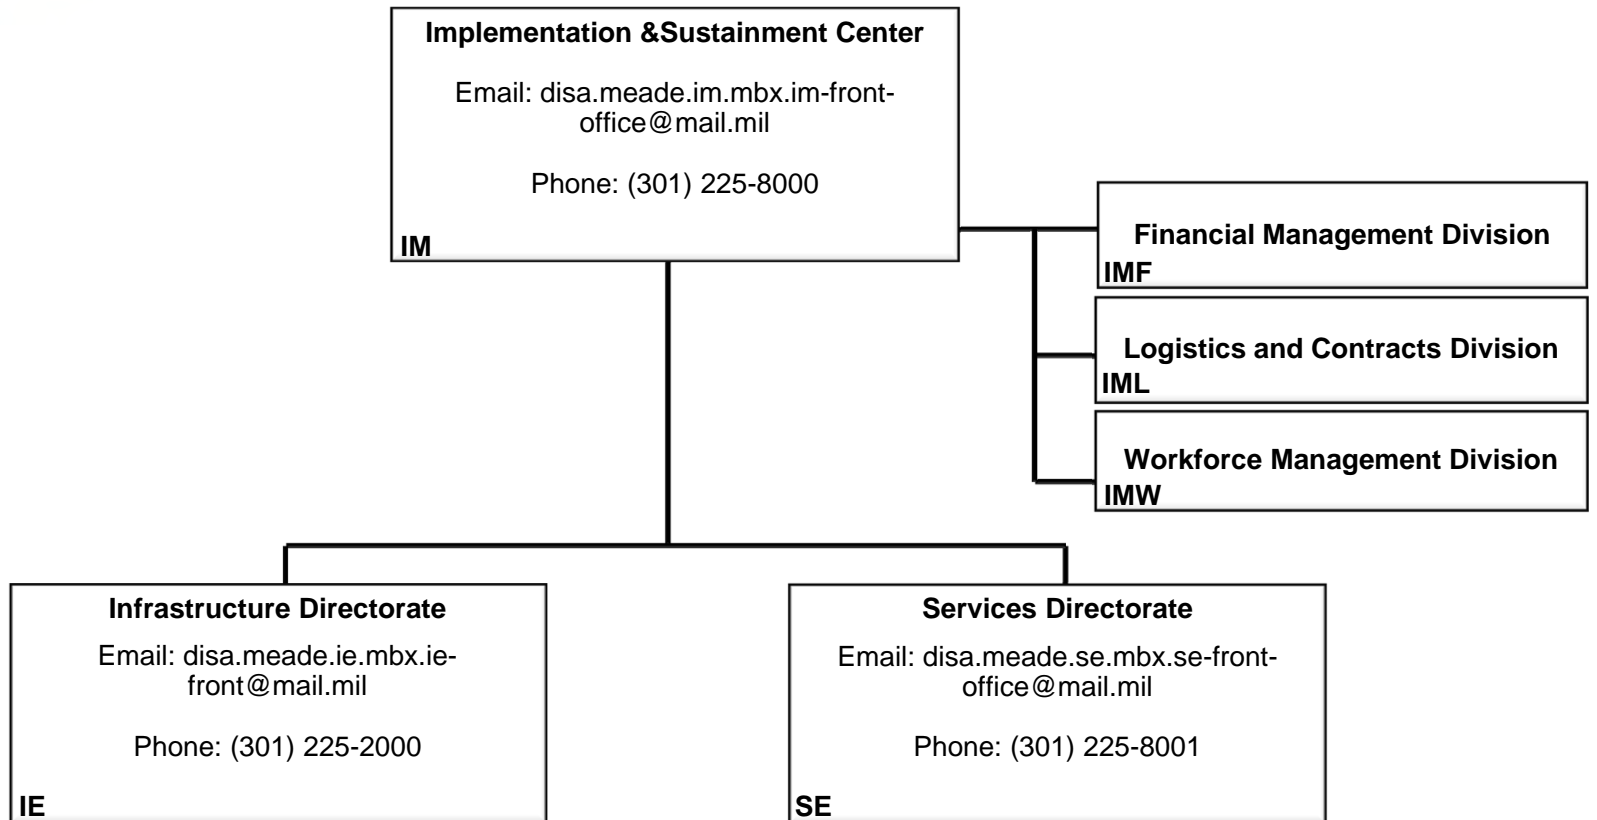 Implementation &Sustainment Center
Email: disa.meade.im.mbx.im-front-
office@mail.mil
Phone: (301) 225-8000
IM
Financial Management Division
IMF
Logistics and Contracts Division
IML
Workforce Management Division
IMW
Infrastructure Directorate
Email: disa.meade.ie.mbx.ie-
front@mail.mil
Phone: (301) 225-2000
IE
Services Directorate
Email: disa.meade.se.mbx.se-front-
office@mail.mil
Phone: (301) 225-8001
SE